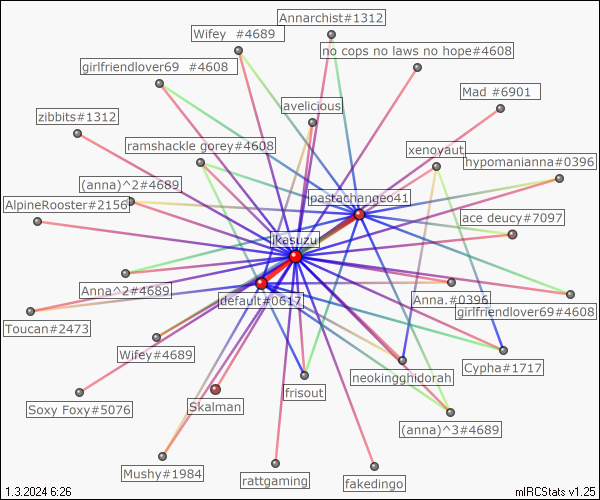 Annarchist#1312
Wifey #4689
no cops no laws no hope#4608
girlfriendlover69 #4608
Mad #6901
avelicious
zibbits#1312
ramshackle gorey#4608
xenoyaut
hypomanianna#0396
(anna)^2#4689
pastachangeo41
AlpineRooster#2156
ace deucy#7097
ikasuzu
Anna^2#4689
default#0617
Anna.#0396
girlfriendlover69#4608
Toucan#2473
Wifey#4689
Cypha#1717
neokingghidorah
frisout
Skalman
Soxy Foxy#5076
(anna)^3#4689
Mushy#1984
rattgaming
fakedingo
1.3.2024 6:26
mIRCStats v1.25